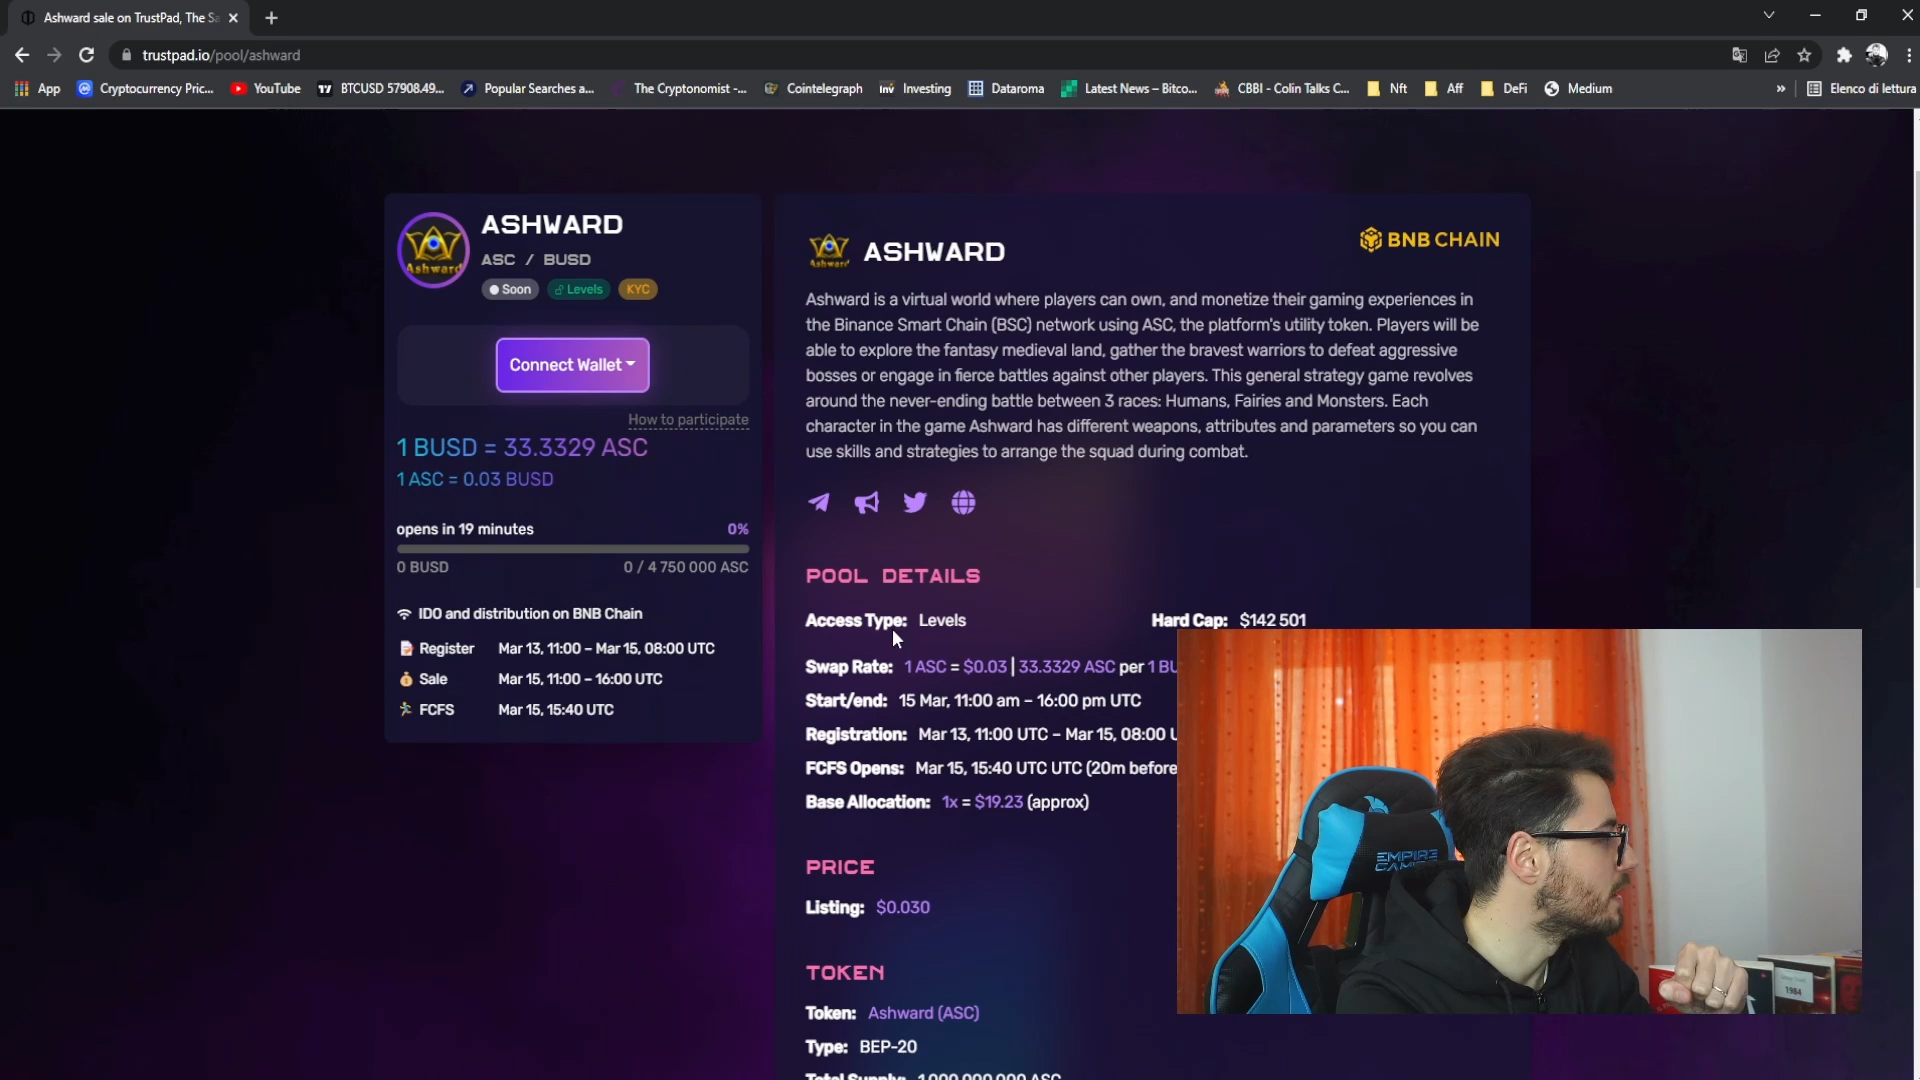 Ashward sale on TrustPad, The Sa
trustpad.io/pool/ashward
App
Cryptocurrency Pric...
YouTube
BTCUSD 57908.49...
Popular Searches a...
The Cryptonomist -...
Cointelegraph
Inv Investing
Dataroma
Latest News – Bitco...
CBBI - Colin Talks C...
Nft
Aff
DeFi
Medium
»
Elenco di lettura
ASHWARD
ASC / BUSD
Soon
Levels
KYC
Connect Wallet
How to participate
1 BUSD = 33.3329 ASC
1 ASC = 0.03 BUSD
opens in 19 minutes
0%
0 BUSD
0 / 4 750 000 ASC
IDO and distribution on BNB Chain
Register Mar 13, 11:00 – Mar 15, 08:00 UTC
Sale Mar 15, 11:00 – 16:00 UTC
FCFS Mar 15, 15:40 UTC
Ashward
ASHWARD
BNB CHAIN
Ashward is a virtual world where players can own, and monetize their gaming experiences in
the Binance Smart Chain (BSC) network using ASC, the platform's utility token. Players will be
able to explore the fantasy medieval land, gather the bravest warriors to defeat aggressive
bosses or engage in fierce battles against other players. This general strategy game revolves
around the never-ending battle between 3 races: Humans, Fairies and Monsters. Each
character in the game Ashward has different weapons, attributes and parameters so you can
use skills and strategies to arrange the squad during combat.
POOL DETAILS
Access Type: Levels
Hard Cap: $142 501
Swap Rate: 1 ASC = $0.03 | 33.3329 ASC per 1 BU
Start/end: 15 Mar, 11:00 am – 16:00 pm UTC
Registration: Mar 13, 11:00 UTC – Mar 15, 08:00 U
FCFS Opens: Mar 15, 15:40 UTC UTC (20m before
Base Allocation: 1x = $19.23 (approx)
PRICE
Listing: $0.030
TOKEN
Token: Ashward (ASC)
Type: BEP-20
Total Supply: 1 000 000 000 ASC
EMPIRE
GAMING
1984